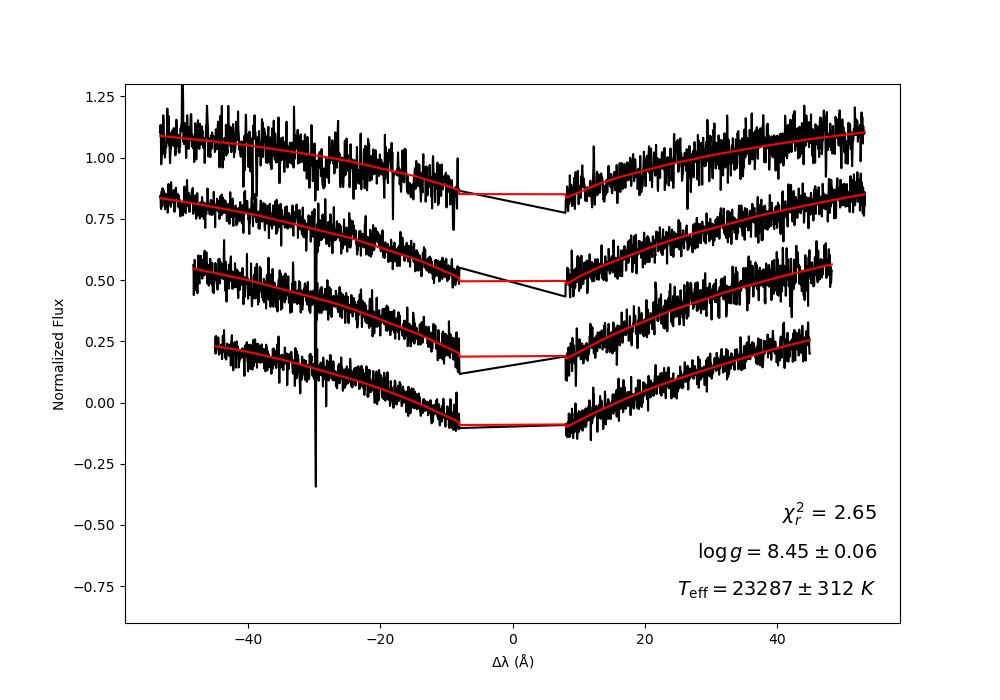 Normalized Flux
1.25
1.00
0.75
0.50
0.25
0.00
−0.25
−0.50
−0.75
χ²ᵣ = 2.65
log g = 8.45 ± 0.06
T_eff = 23287 ± 312 K
−40 −20 0 20 40
Δλ (Å)